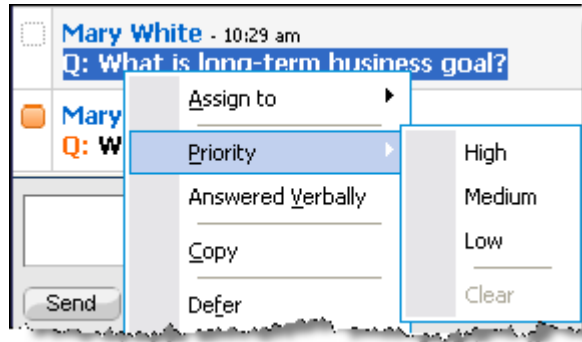 Mary White - 10:29 am
Q: What is long-term business goal?
Mary
Q: W
Assign to
Priority
Answered Verbally
Copy
Defer
High
Medium
Low
Clear
Send